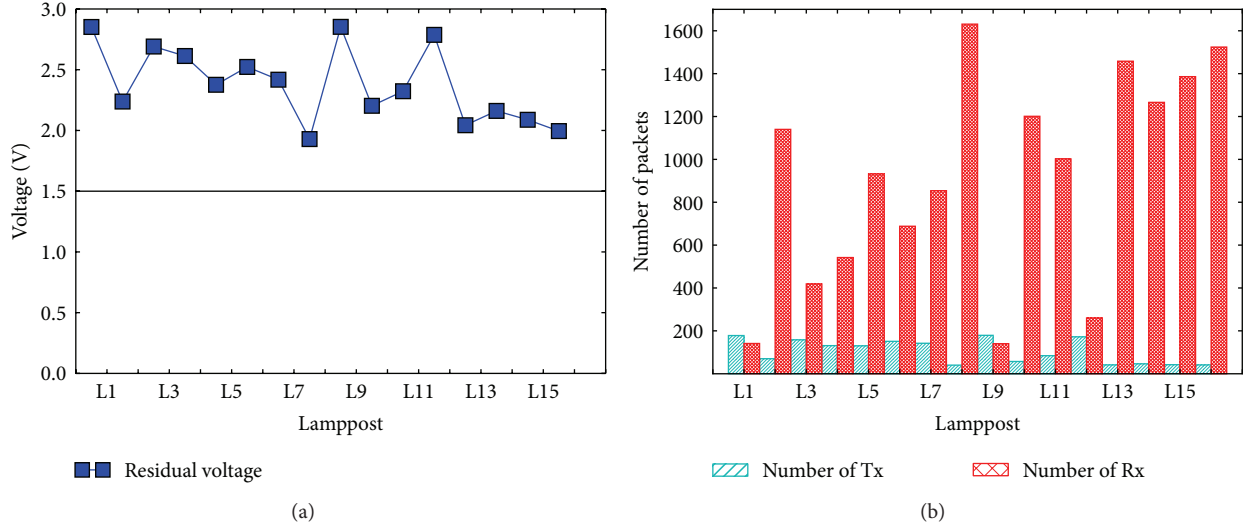 3.0
2.5
2.0
1.5
1.0
0.5
0.0
Voltage (V)
L1 L3 L5 L7 L9 L11 L13 L15
Lamppost
Residual voltage
(a)
1600
1400
1200
1000
800
600
400
200
Number of packets
L1 L3 L5 L7 L9 L11 L13 L15
Lamppost
Number of Tx
Number of Rx
(b)